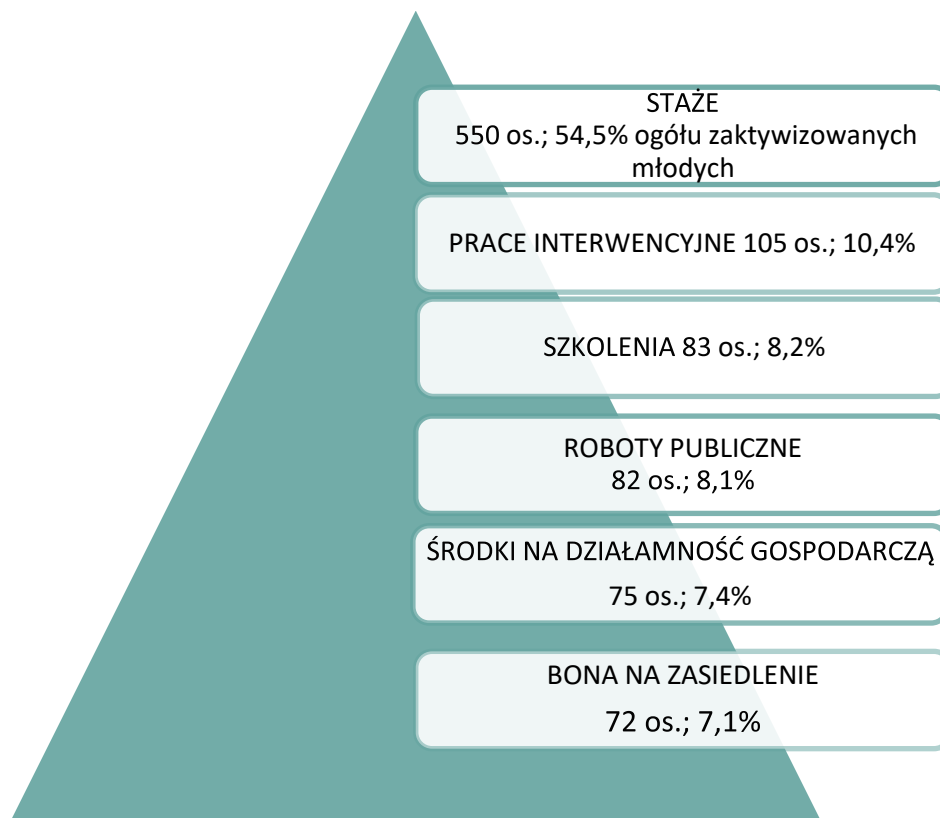 STAŻE
550 os.; 54,5% ogółu zaktywizowanych
młodych
PRACE INTERWENCYJNE 105 os.; 10,4%
SZKOLENIA 83 os.; 8,2%
ROBOTY PUBLICZNE
82 os.; 8,1%
ŚRODKI NA DZIAŁAMNOŚĆ GOSPODARCZĄ
75 os.; 7,4%
BONA NA ZASIEDLENIE
72 os.; 7,1%